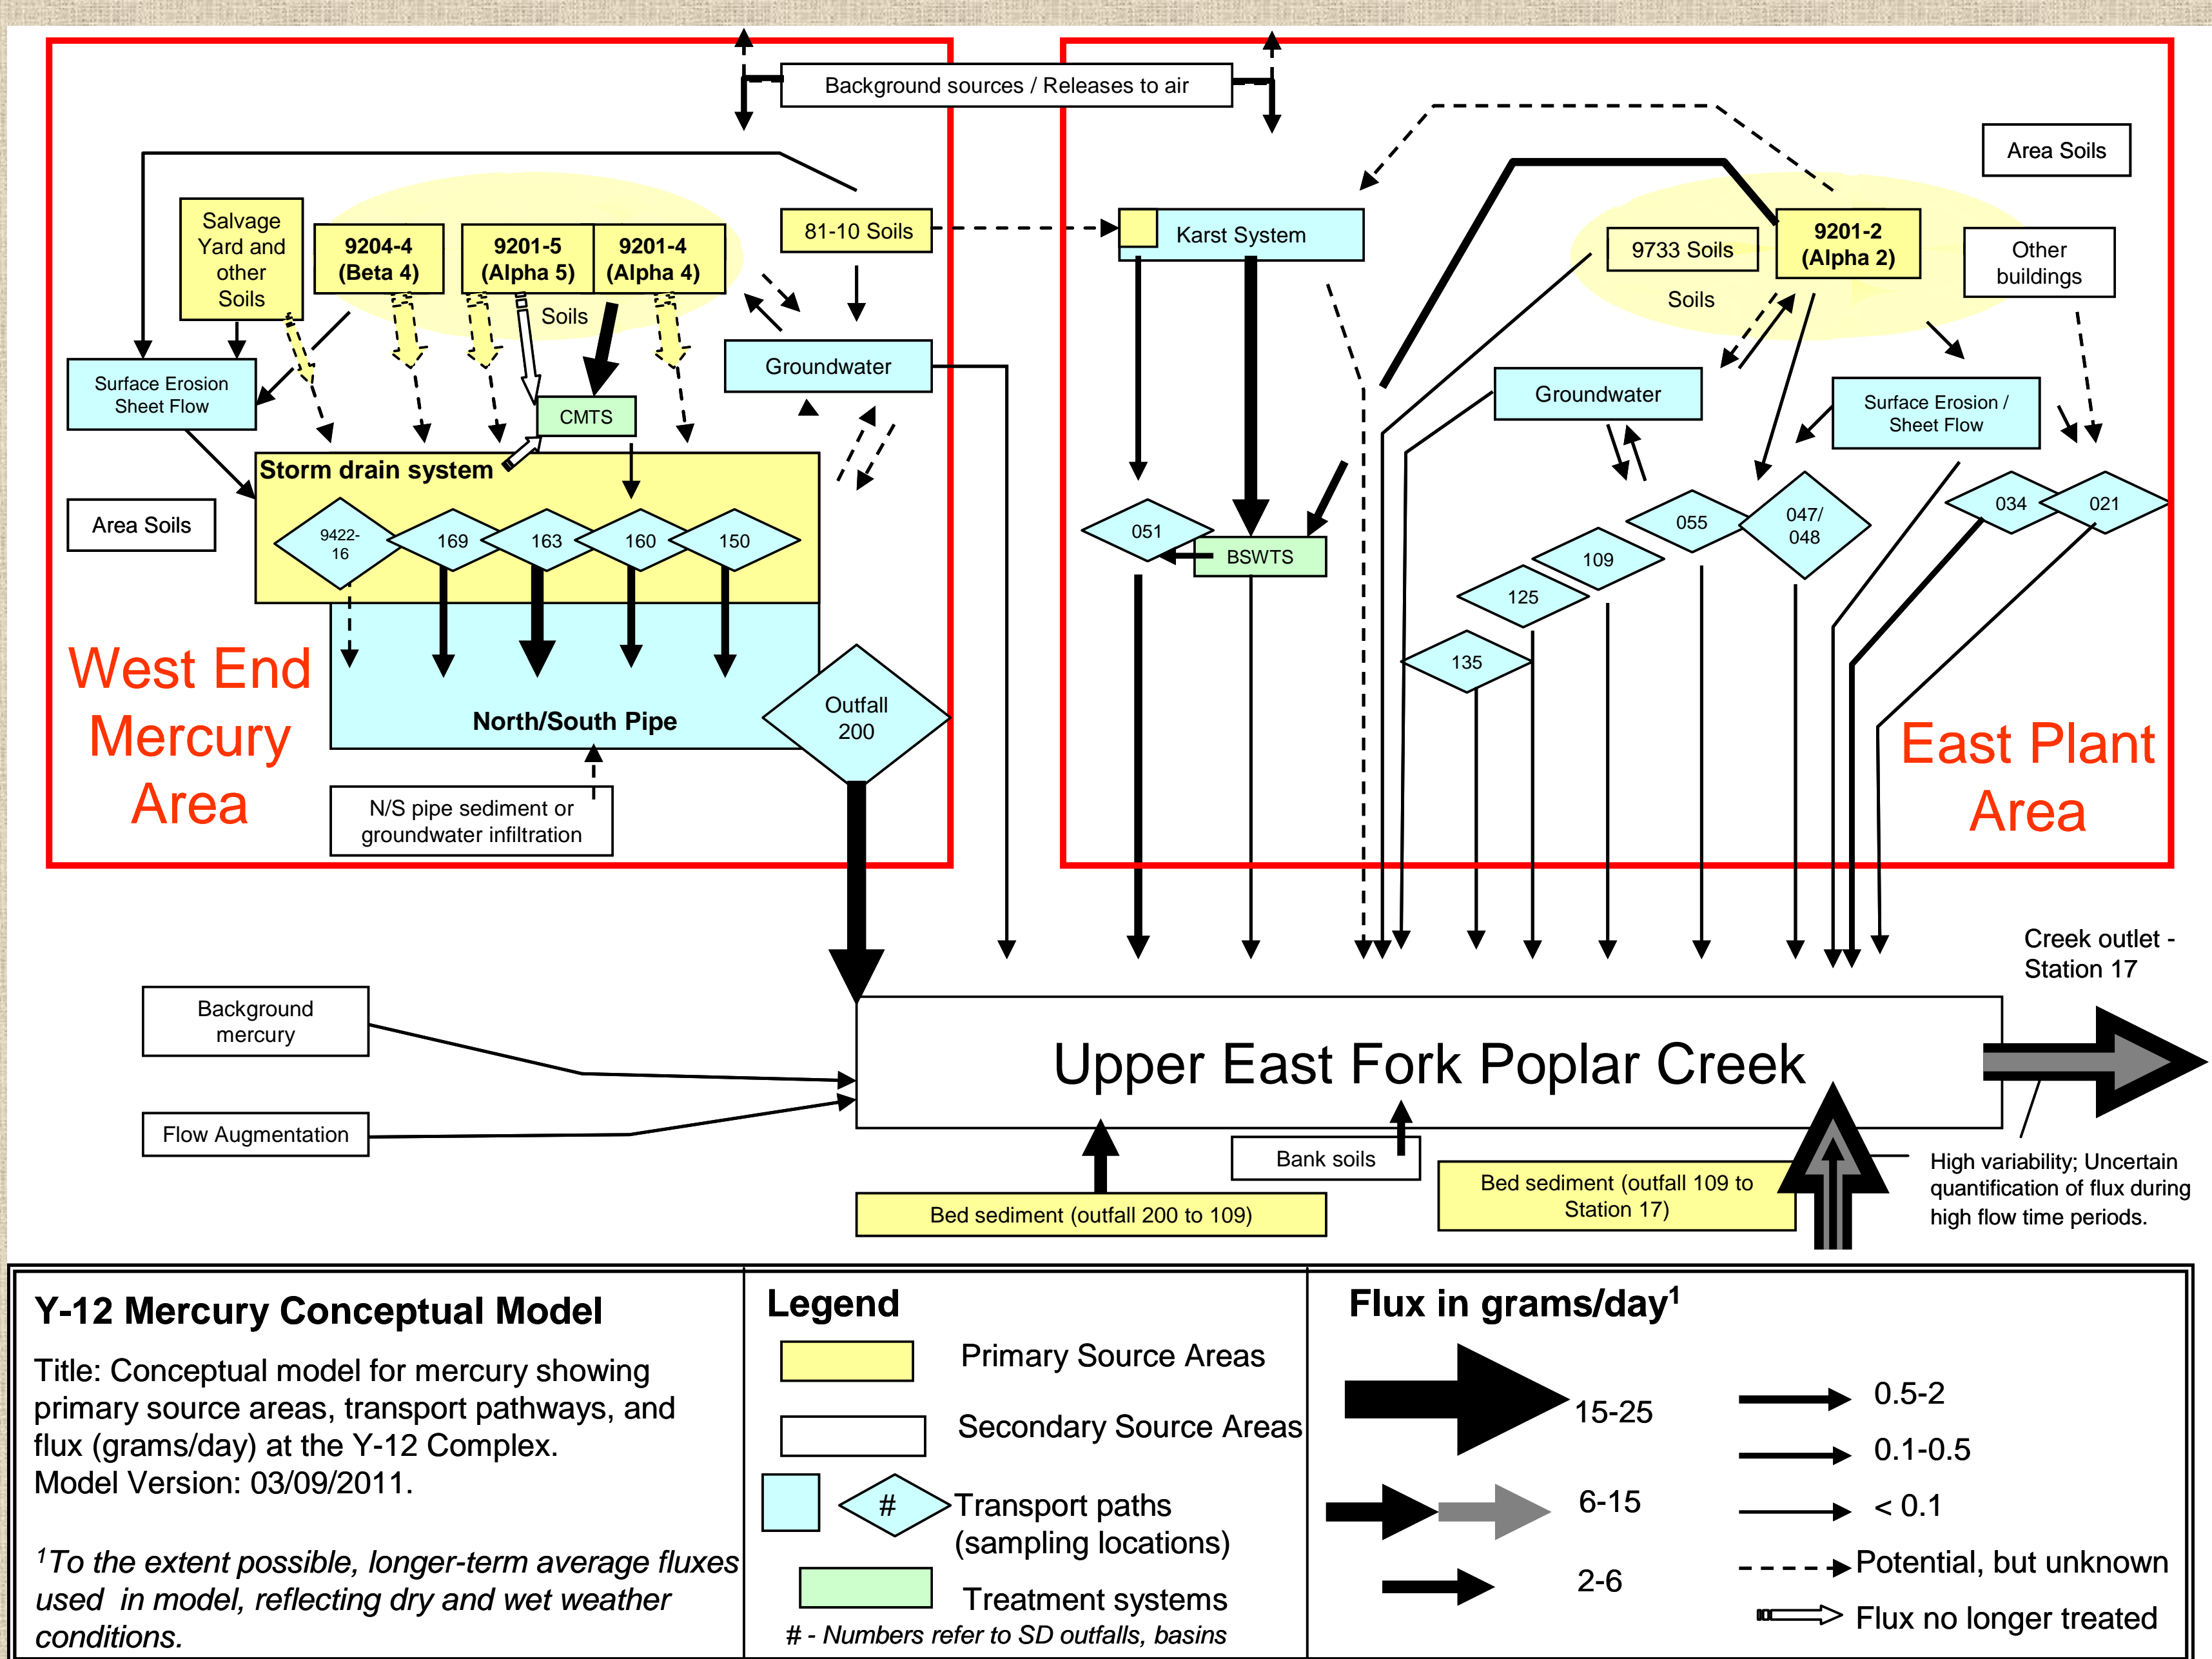 Background sources / Releases to air
Area Soils
Salvage
Yard and
other
Soils
9204-4
(Beta 4)
9201-5
(Alpha 5)
9201-4
(Alpha 4)
Soils
81-10 Soils
Karst System
9733 Soils
Soils
9201-2
(Alpha 2)
Other
buildings
Surface Erosion
Sheet Flow
CMTS
Groundwater
Groundwater
Surface Erosion /
Sheet Flow
Storm drain system
Area Soils
9422-
16
169
163
160
150
051
BSWTS
135
125
109
055
047/
048
034
021
West End
Mercury
Area
North/South Pipe
Outfall
200
N/S pipe sediment or
groundwater infiltration
East Plant
Area
Creek outlet -
Station 17
Background
mercury
Flow Augmentation
Upper East Fork Poplar Creek
Bank soils
Bed sediment (outfall 200 to 109)
Bed sediment (outfall 109 to
Station 17)
High variability; Uncertain
quantification of flux during
high flow time periods.
Y-12 Mercury Conceptual Model
Title: Conceptual model for mercury showing
primary source areas, transport pathways, and
flux (grams/day) at the Y-12 Complex.
Model Version: 03/09/2011.
1To the extent possible, longer-term average fluxes
used in model, reflecting dry and wet weather
conditions.
Legend
Primary Source Areas
Secondary Source Areas
#
Transport paths
(sampling locations)
Treatment systems
# - Numbers refer to SD outfalls, basins
Flux in grams/day1
15-25
6-15
2-6
0.5-2
0.1-0.5
< 0.1
Potential, but unknown
Flux no longer treated